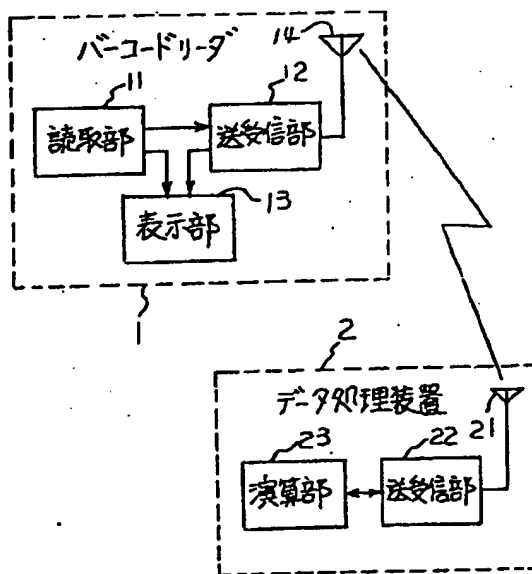 バーコードリーダ
14
11
12
読取部
送受信部
13
表示部
1
2
データ処理装置
21
23
22
演算部
送受信部